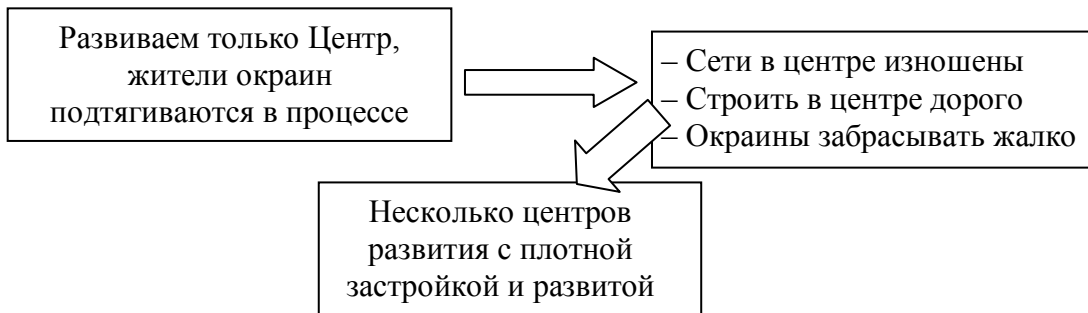 Развиваем только Центр,
жители окраин
подтягиваются в процессе
– Сети в центре изношены
– Строить в центре дорого
– Окраины забрасывать жалко
Несколько центров
развития с плотной
застройкой и развитой